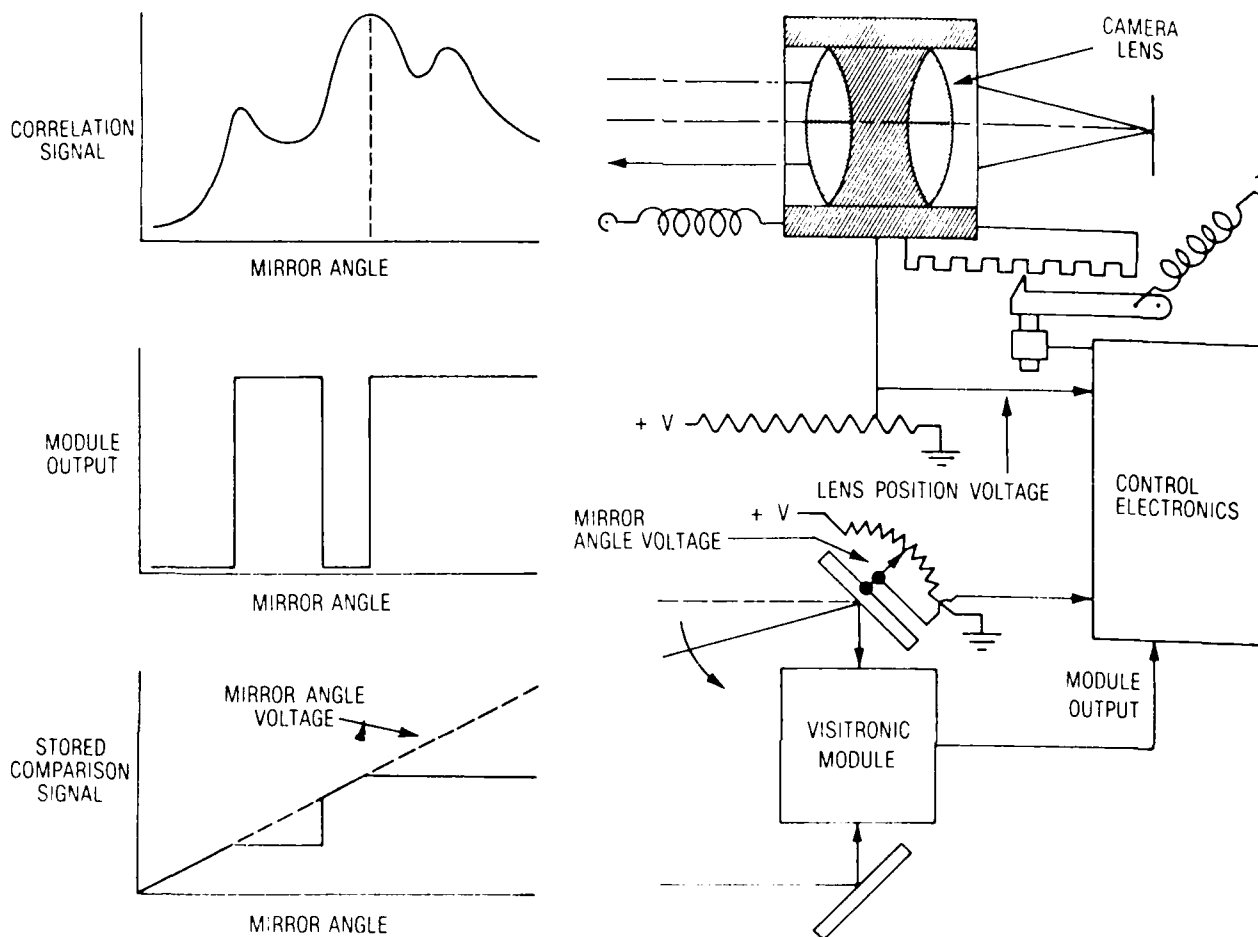 CORRELATION
SIGNAL
MIRROR ANGLE
MODULE
OUTPUT
MIRROR ANGLE
MIRROR ANGLE
VOLTAGE
STORED
COMPARISON
SIGNAL
MIRROR ANGLE
CAMERA
LENS
+ V
LENS POSITION VOLTAGE
CONTROL
ELECTRONICS
+ V
MIRROR
ANGLE VOLTAGE
MODULE
OUTPUT
VISITRONIC
MODULE